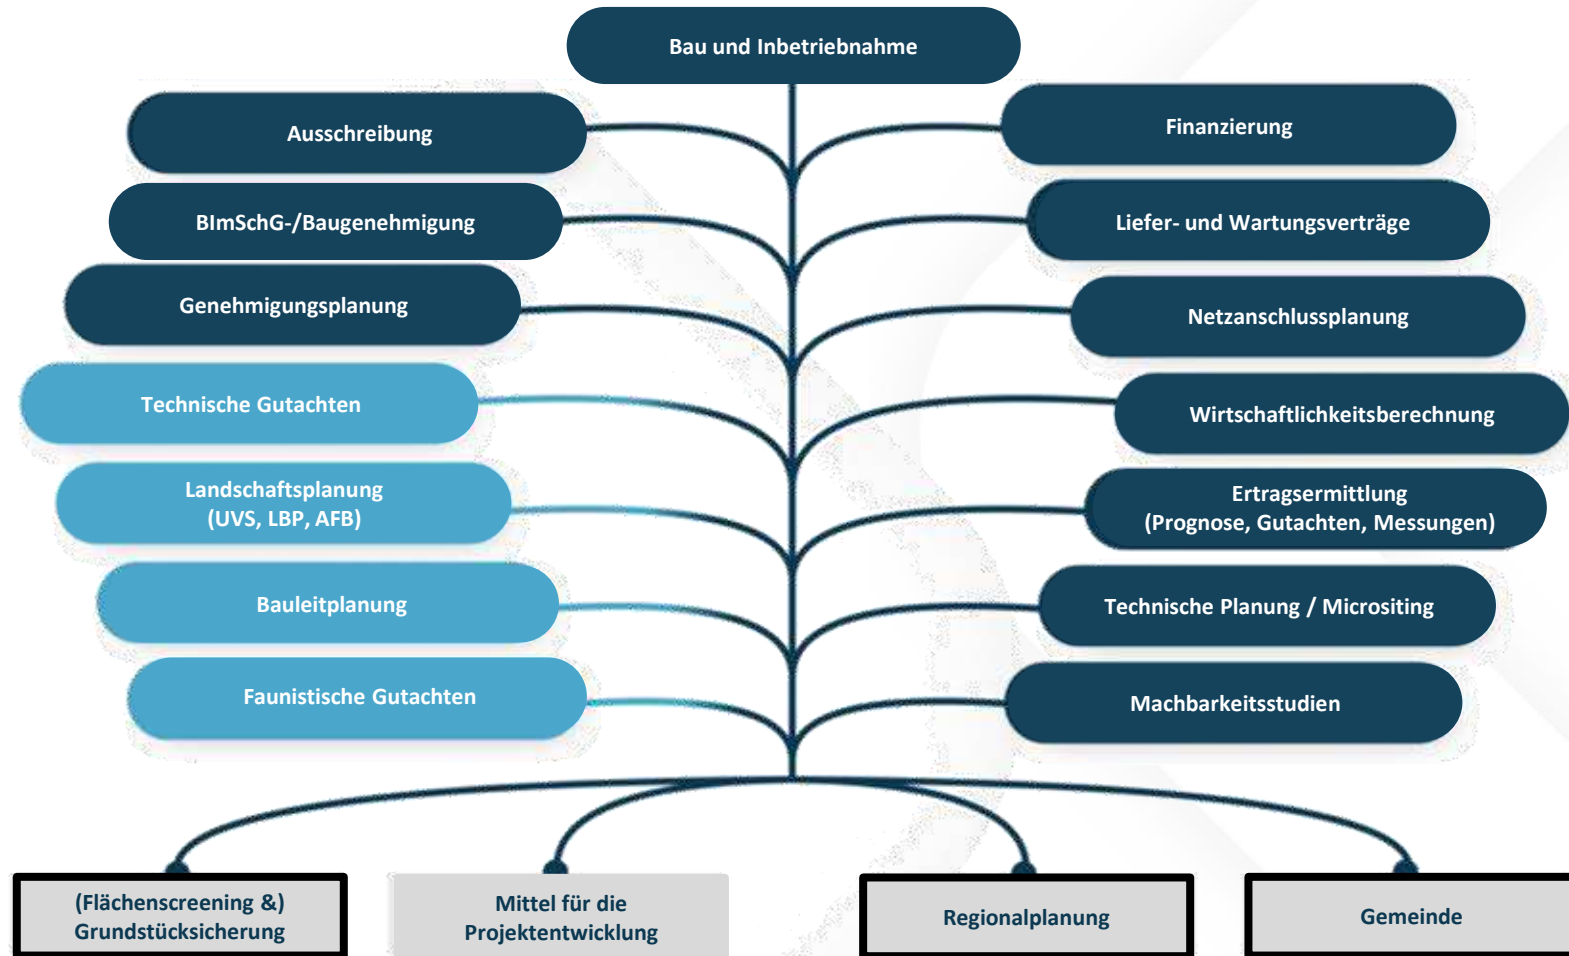 Bau und Inbetriebnahme
Ausschreibung
Finanzierung
BImSchG-/Baugenehmigung
Liefer- und Wartungsverträge
Genehmigungsplanung
Netzanschlussplanung
Technische Gutachten
Wirtschaftlichkeitsberechnung
Landschaftsplanung
(UVS, LBP, AFB)
Ertragsermittlung
(Prognose, Gutachten, Messungen)
Bauleitplanung
Technische Planung / Micrositing
Faunistische Gutachten
Machbarkeitsstudien
(Flächenscreening &)
Grundstücksicherung
Mittel für die
Projektentwicklung
Regionalplanung
Gemeinde